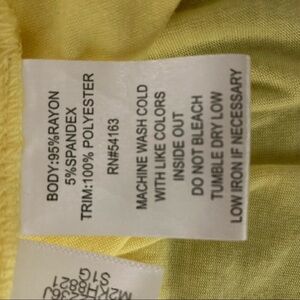 BODY:95%RAYON
5%SPANDEX
TRIM:100% POLYESTER
RN#54163
MACHINE WASH COLD
WITH LIKE COLORS
INSIDE OUT
DO NOT BLEACH
TUMBLE DRY LOW
LOW IRON IF NECESSARY
S1G